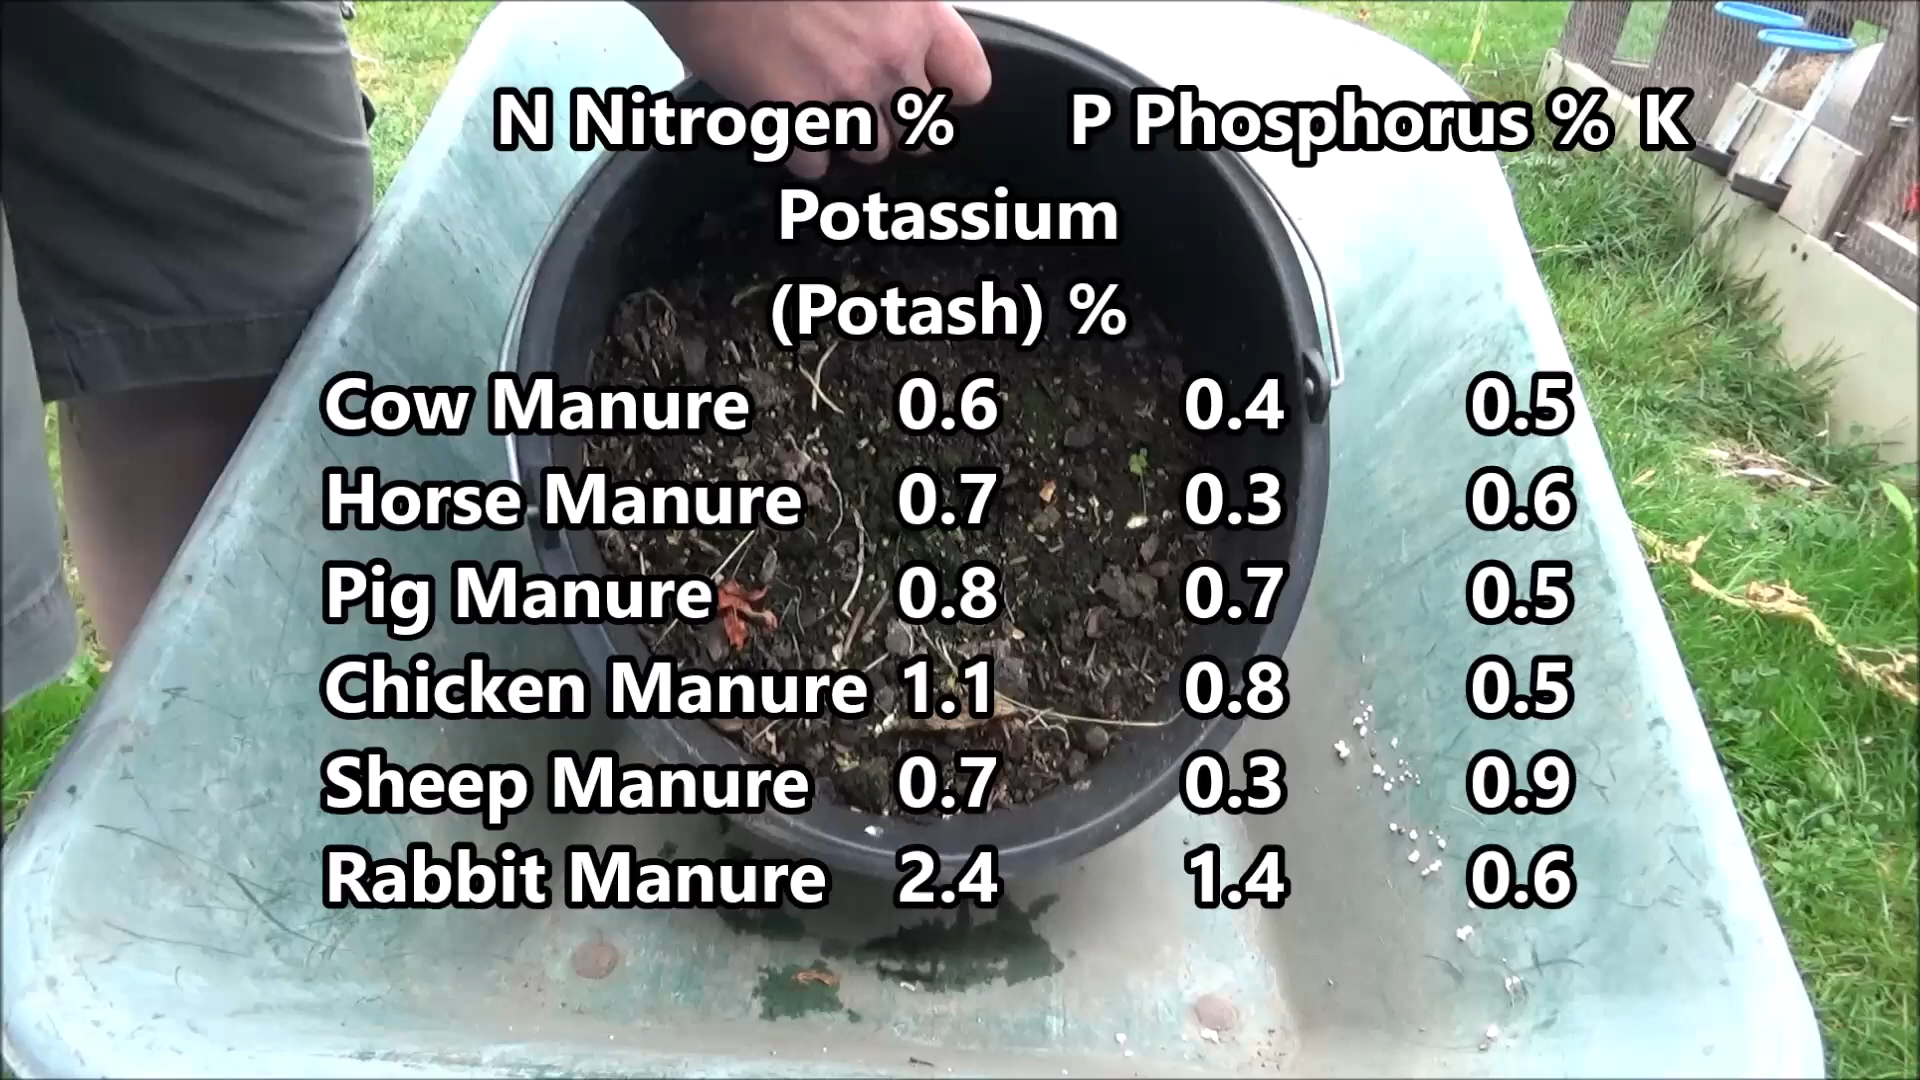 N Nitrogen % P Phosphorus % K
Potassium
(Potash) %
Cow Manure 0.6 0.4 0.5
Horse Manure 0.7 0.3 0.6
Pig Manure 0.8 0.7 0.5
Chicken Manure 1.1 0.8 0.5
Sheep Manure 0.7 0.3 0.9
Rabbit Manure 2.4 1.4 0.6